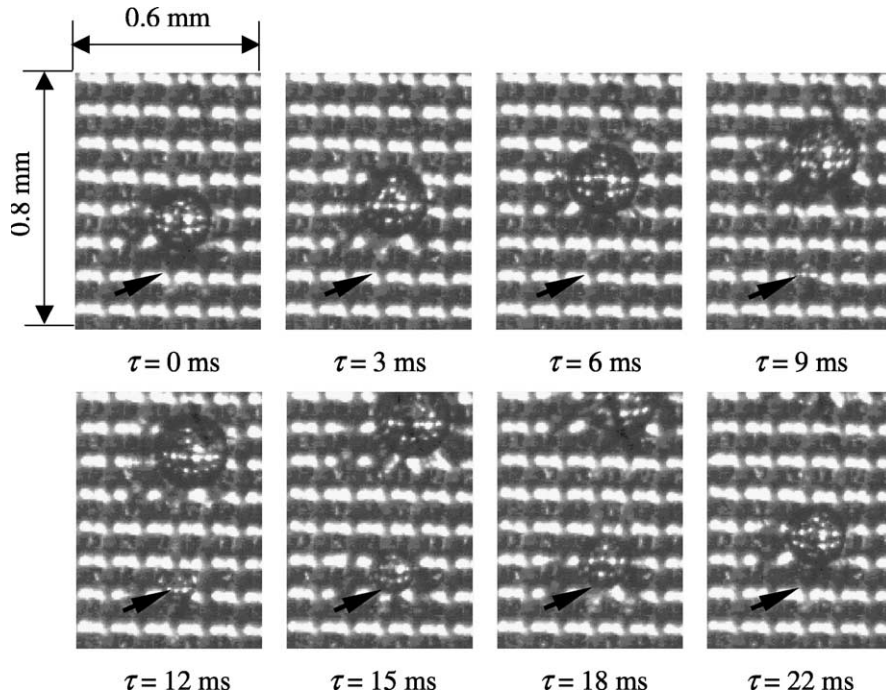 0.6 mm
0.8 mm
τ = 0 ms
τ = 3 ms
τ = 6 ms
τ = 9 ms
τ = 12 ms
τ = 15 ms
τ = 18 ms
τ = 22 ms